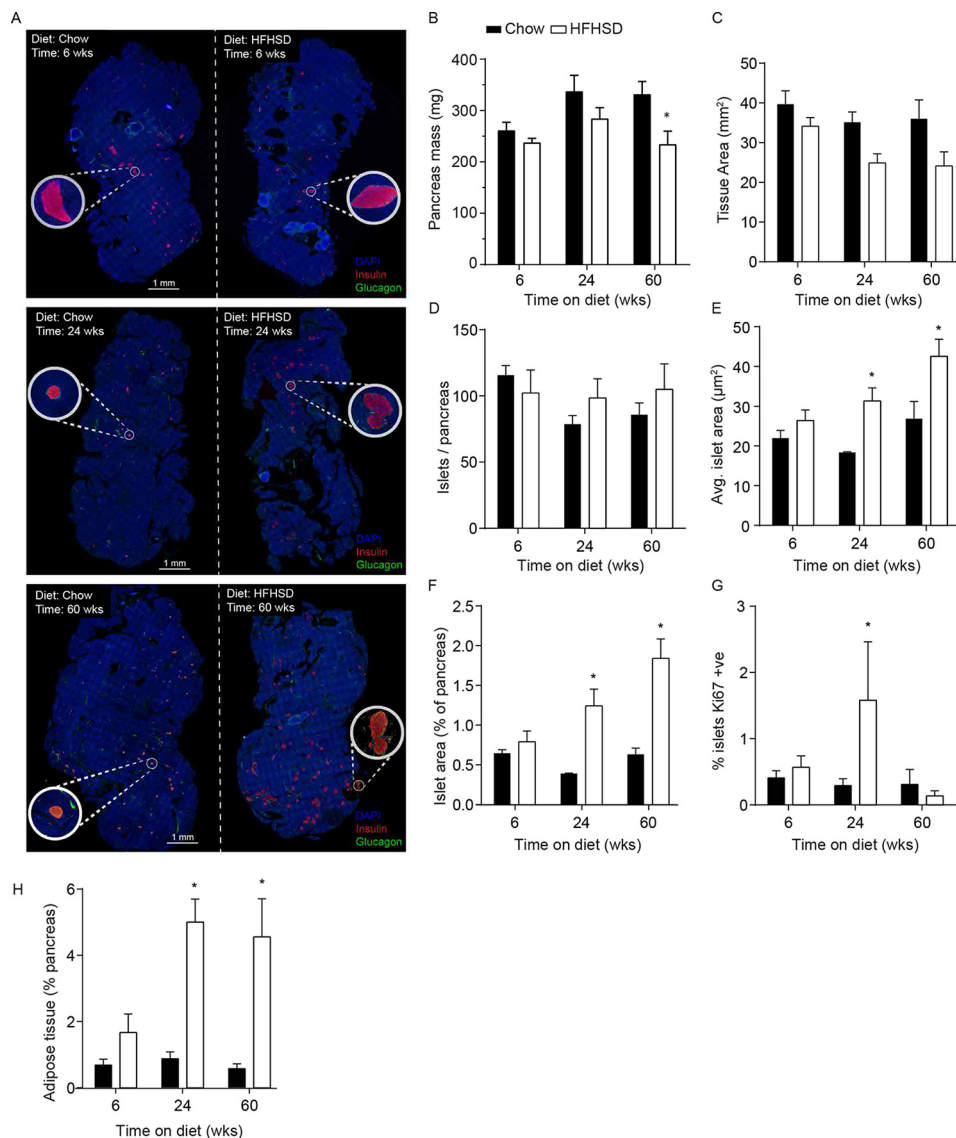 A
Diet: Chow
Time: 6 wks
Diet: HFHSD
Time: 6 wks
DAPI
Insulin
Glucagon
1 mm
Diet: Chow
Time: 24 wks
Diet: HFHSD
Time: 24 wks
DAPI
Insulin
Glucagon
1 mm
Diet: Chow
Time: 60 wks
Diet: HFHSD
Time: 60 wks
DAPI
Insulin
Glucagon
1 mm
B
Chow HFHSD
Pancreas mass (mg)
400
300
200
100
0
*
6 24 60
Time on diet (wks)
C
Tissue Area (mm²)
50
40
30
20
10
0
6 24 60
Time on diet (wks)
D
Islets / pancreas
150
100
50
0
6 24 60
Time on diet (wks)
E
Avg. islet area (µm²)
50
40
30
20
10
0
* *
6 24 60
Time on diet (wks)
F
Islet area (% of pancreas)
2.5
2.0
1.5
1.0
0.5
0.0
* *
6 24 60
Time on diet (wks)
G
% islets Ki67 +ve
3
2
1
0
*
6 24 60
Time on diet (wks)
H
Adipose tissue (% pancreas)
6
4
2
0
* *
6 24 60
Time on diet (wks)